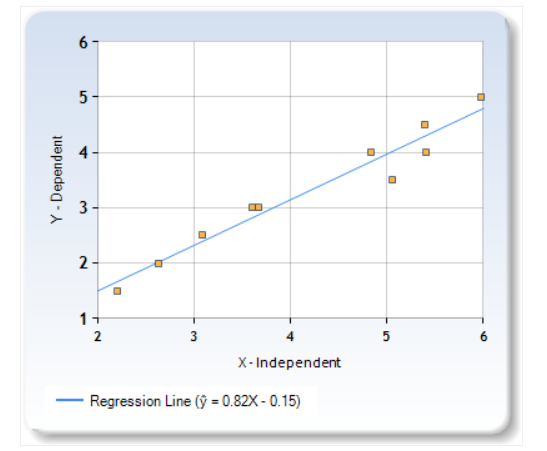 6
5
4
3
2
1
Y - Dependent
2 3 4 5 6
X - Independent
Regression Line (ŷ = 0.82X - 0.15)